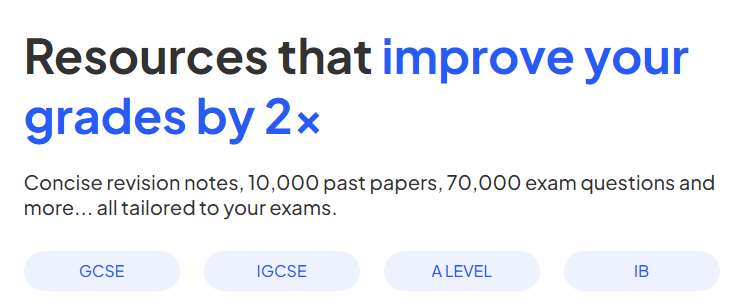 Resources that improve your
grades by 2×
Concise revision notes, 10,000 past papers, 70,000 exam questions and
more... all tailored to your exams.
GCSE
IGCSE
A LEVEL
IB